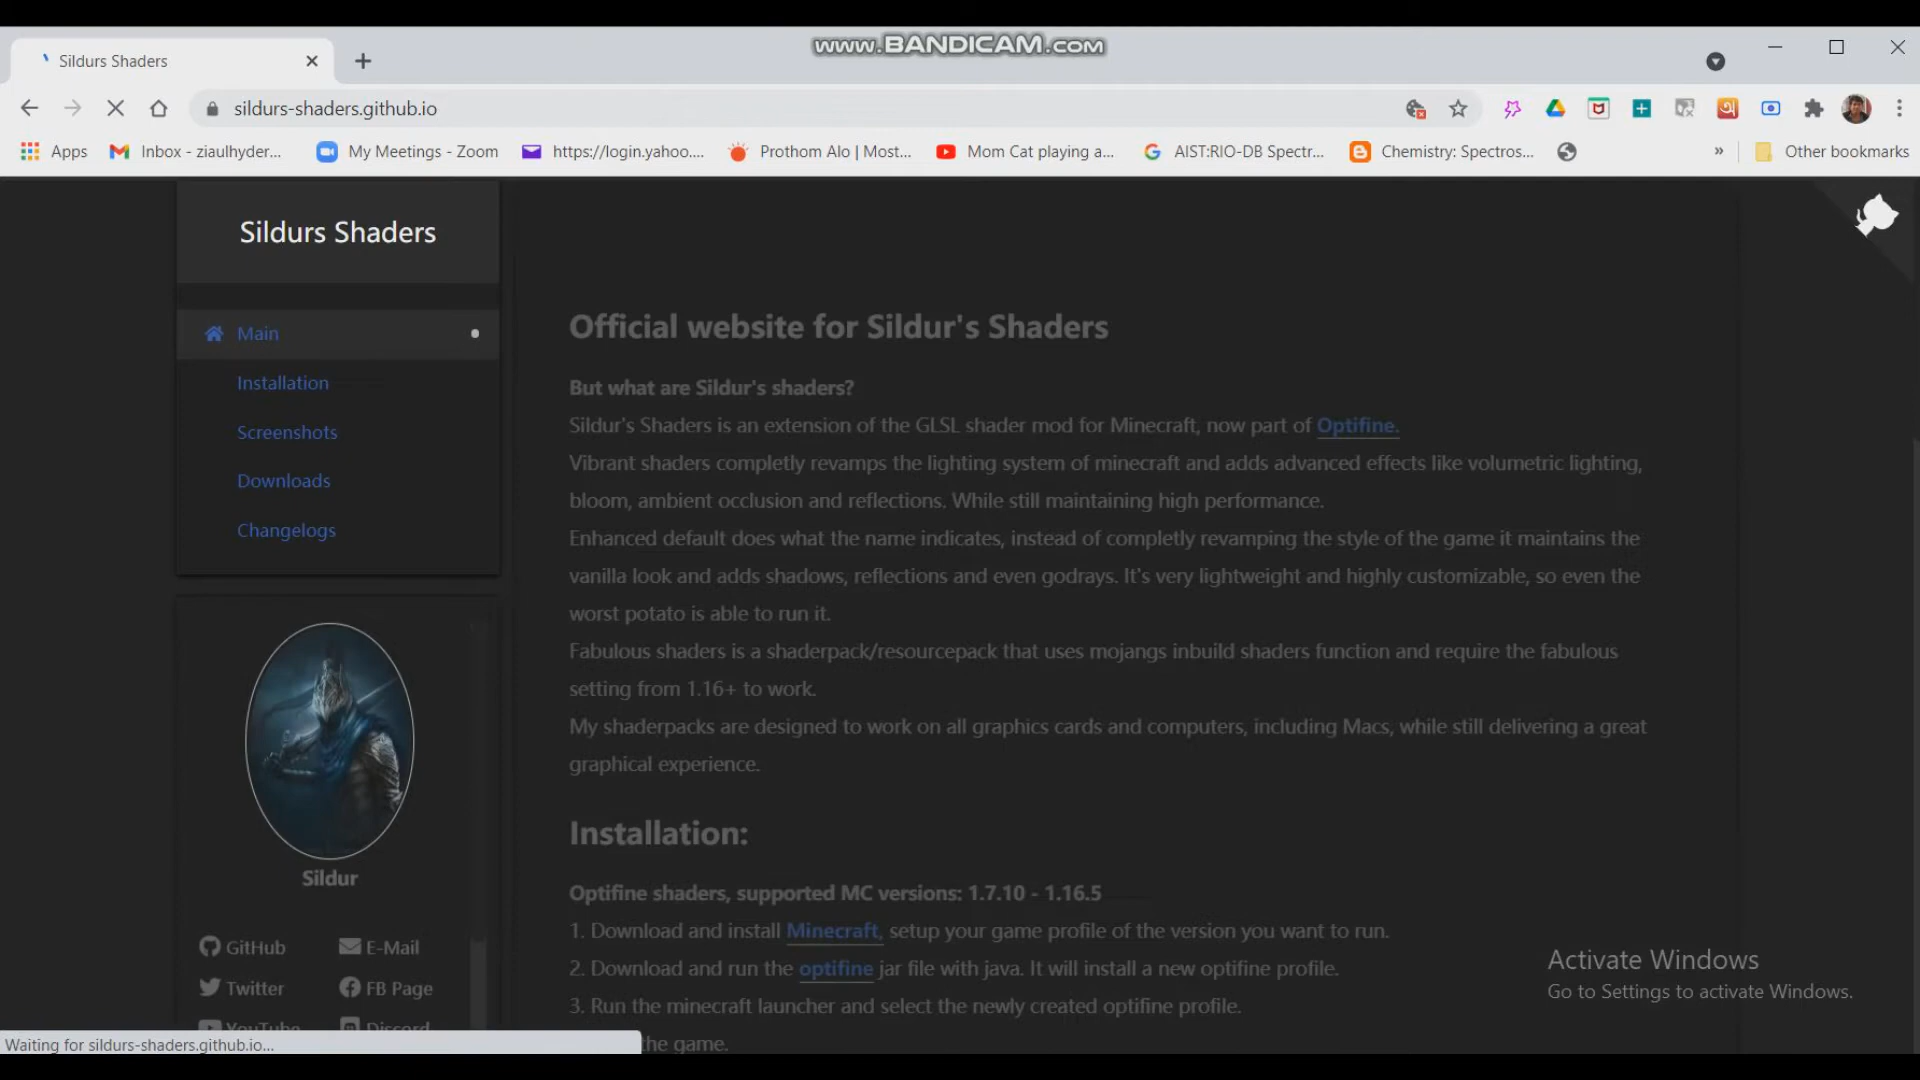 www.BANDICAM.com
Sildurs Shaders
sildurs-shaders.github.io
Apps
Inbox - ziaulhyder...
My Meetings - Zoom
https://login.yahoo....
Prothom Alo | Most...
Mom Cat playing a...
AIST:RIO-DB Spectr...
Chemistry: Spectros...
»
Other bookmarks
Sildurs Shaders
Main
Installation
Screenshots
Downloads
Changelogs
Sildur
GitHub
E-Mail
Twitter
FB Page
YouTube
Discord
Official website for Sildur's Shaders
But what are Sildur's shaders?
Sildur's Shaders is an extension of the GLSL shader mod for Minecraft, now part of Optifine.
Vibrant shaders completly revamps the lighting system of minecraft and adds advanced effects like volumetric lighting,
bloom, ambient occlusion and reflections. While still maintaining high performance.
Enhanced default does what the name indicates, instead of completly revamping the style of the game it maintains the
vanilla look and adds shadows, reflections and even godrays. It's very lightweight and highly customizable, so even the
worst potato is able to run it.
Fabulous shaders is a shaderpack/resourcepack that uses mojangs inbuild shaders function and require the fabulous
setting from 1.16+ to work.
My shaderpacks are designed to work on all graphics cards and computers, including Macs, while still delivering a great
graphical experience.
Installation:
Optifine shaders, supported MC versions: 1.7.10 - 1.16.5
1. Download and install Minecraft, setup your game profile of the version you want to run.
2. Download and run the optifine jar file with java. It will install a new optifine profile.
3. Run the minecraft launcher and select the newly created optifine profile.
the game.
Activate Windows
Go to Settings to activate Windows.
Waiting for sildurs-shaders.github.io...